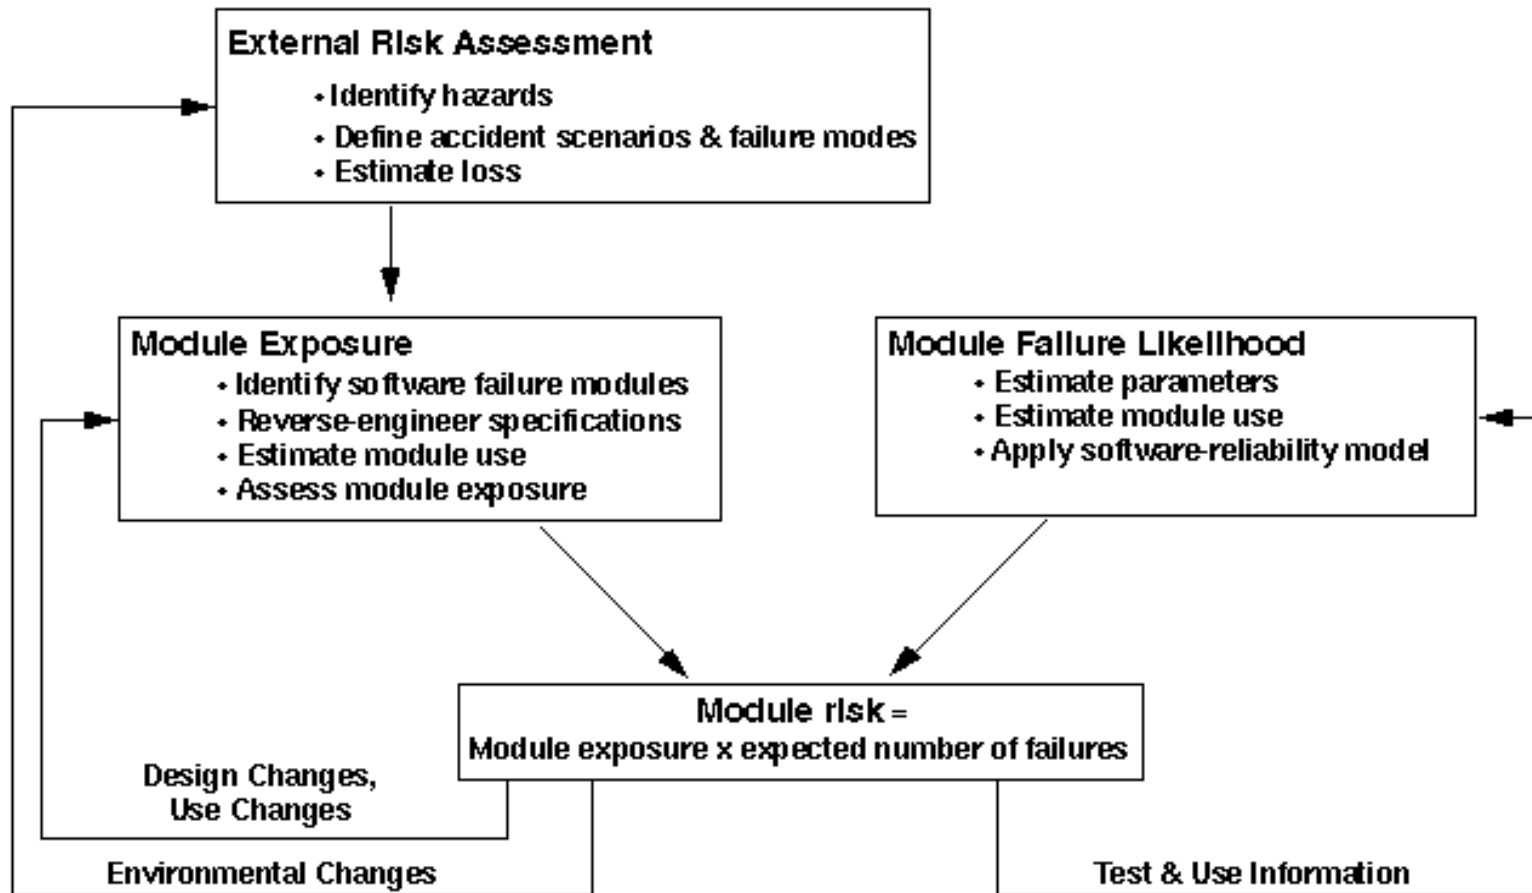 External Risk Assessment
• Identify hazards
• Define accident scenarios & failure modes
• Estimate loss
Module Exposure
• Identify software failure modules
• Reverse-engineer specifications
• Estimate module use
• Assess module exposure
Module Failure Likelihood
• Estimate parameters
• Estimate module use
• Apply software-reliability model
Module risk =
Module exposure x expected number of failures
Design Changes,
Use Changes
Environmental Changes
Test & Use Information